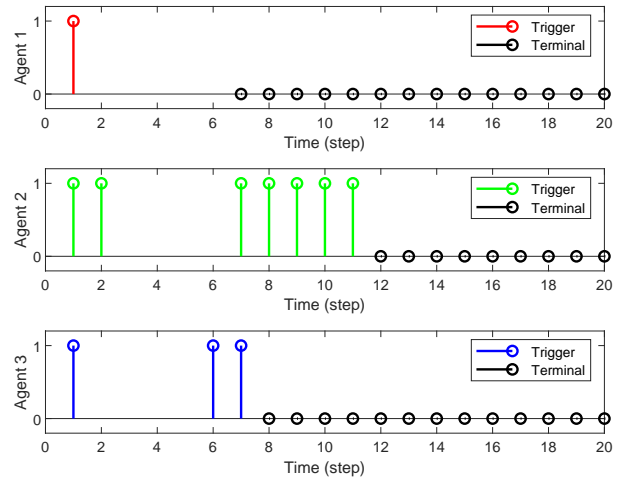 Agent 1
1
0
Trigger
Terminal
0 2 4 6 8 10 12 14 16 18 20
Time (step)
Agent 2
1
0
Trigger
Terminal
0 2 4 6 8 10 12 14 16 18 20
Time (step)
Agent 3
1
0
Trigger
Terminal
0 2 4 6 8 10 12 14 16 18 20
Time (step)